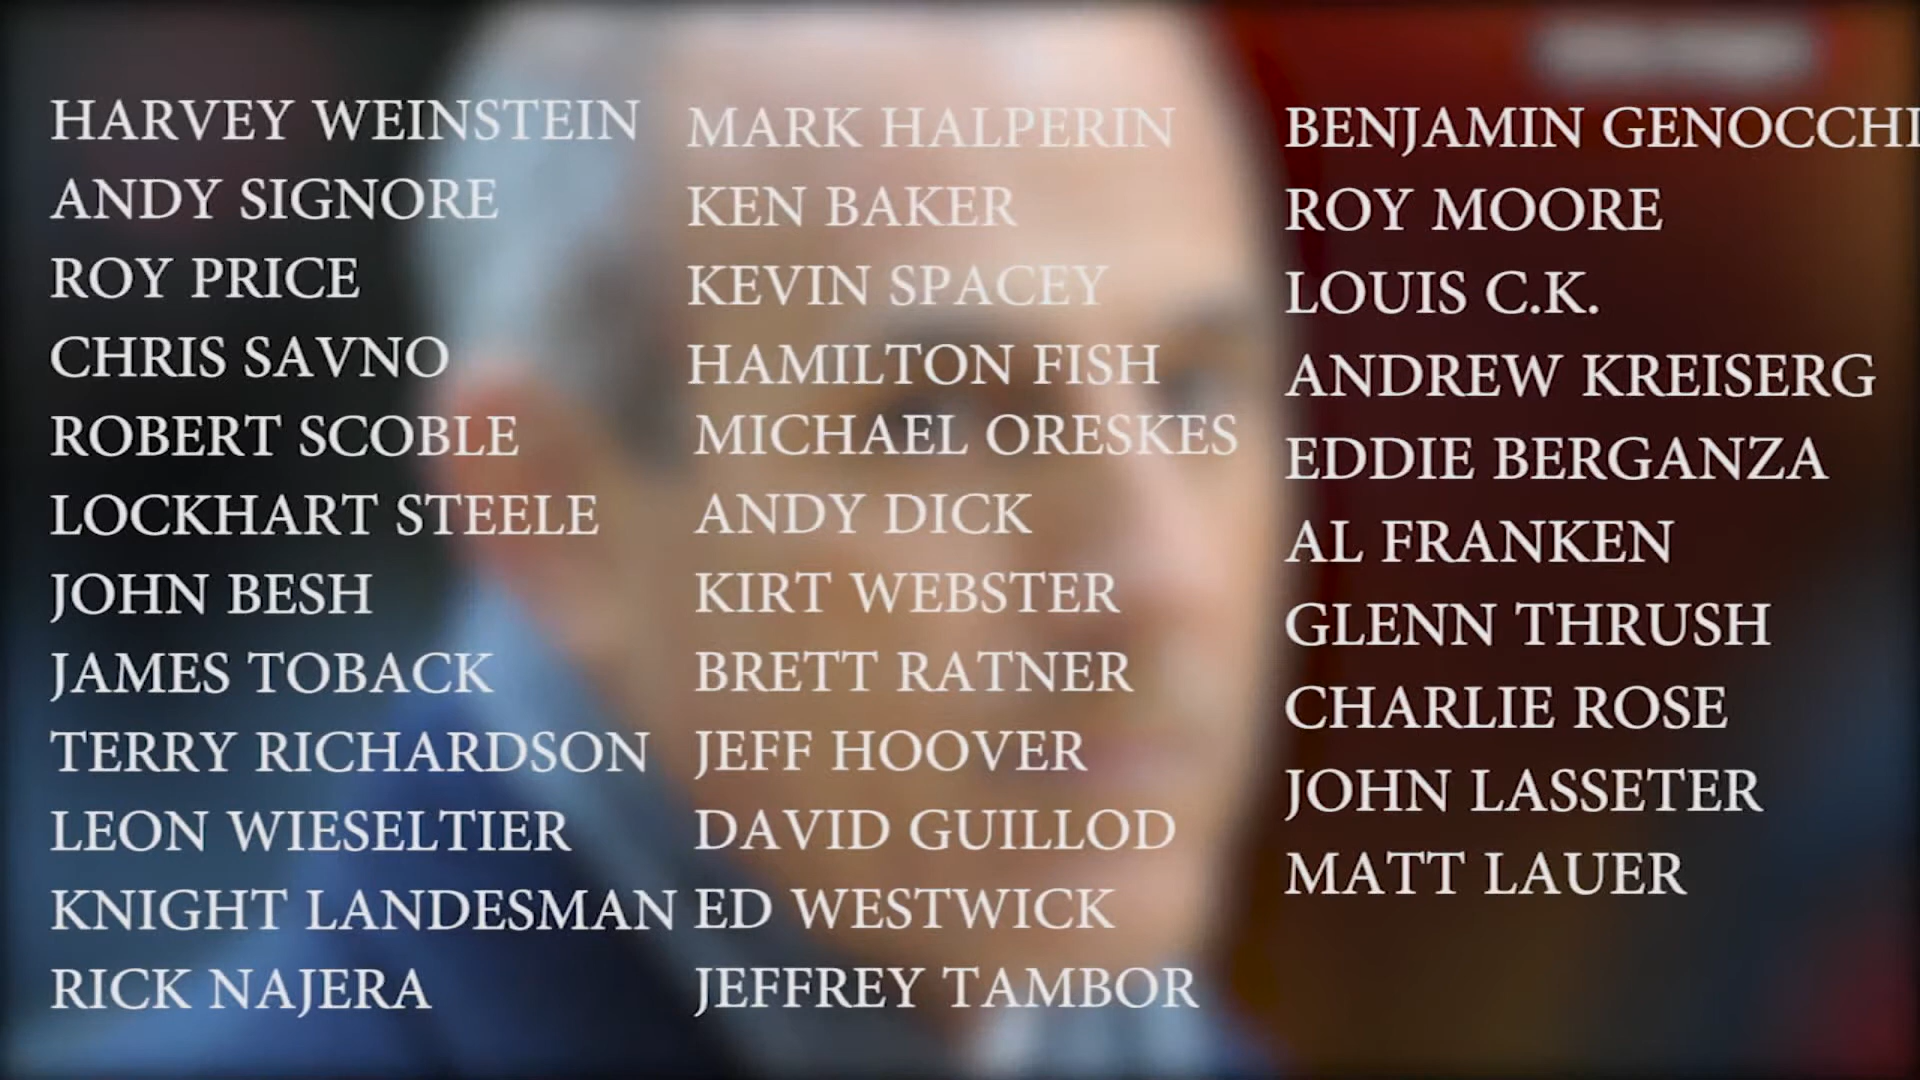 HARVEY WEINSTEIN
ANDY SIGNORE
ROY PRICE
CHRIS SAVNO
ROBERT SCOBLE
LOCKHART STEELE
JOHN BESH
JAMES TOBACK
TERRY RICHARDSON
LEON WIESELTIER
KNIGHT LANDESMAN
RICK NAJERA
MARK HALPERIN
KEN BAKER
KEVIN SPACEY
HAMILTON FISH
MICHAEL ORESKES
ANDY DICK
KIRT WEBSTER
BRETT RATNER
JEFF HOOVER
DAVID GUILLOD
ED WESTWICK
JEFFREY TAMBOR
BENJAMIN GENOCCHI
ROY MOORE
LOUIS C.K.
ANDREW KREISERG
EDDIE BERGANZA
AL FRANKEN
GLENN THRUSH
CHARLIE ROSE
JOHN LASSETER
MATT LAUER